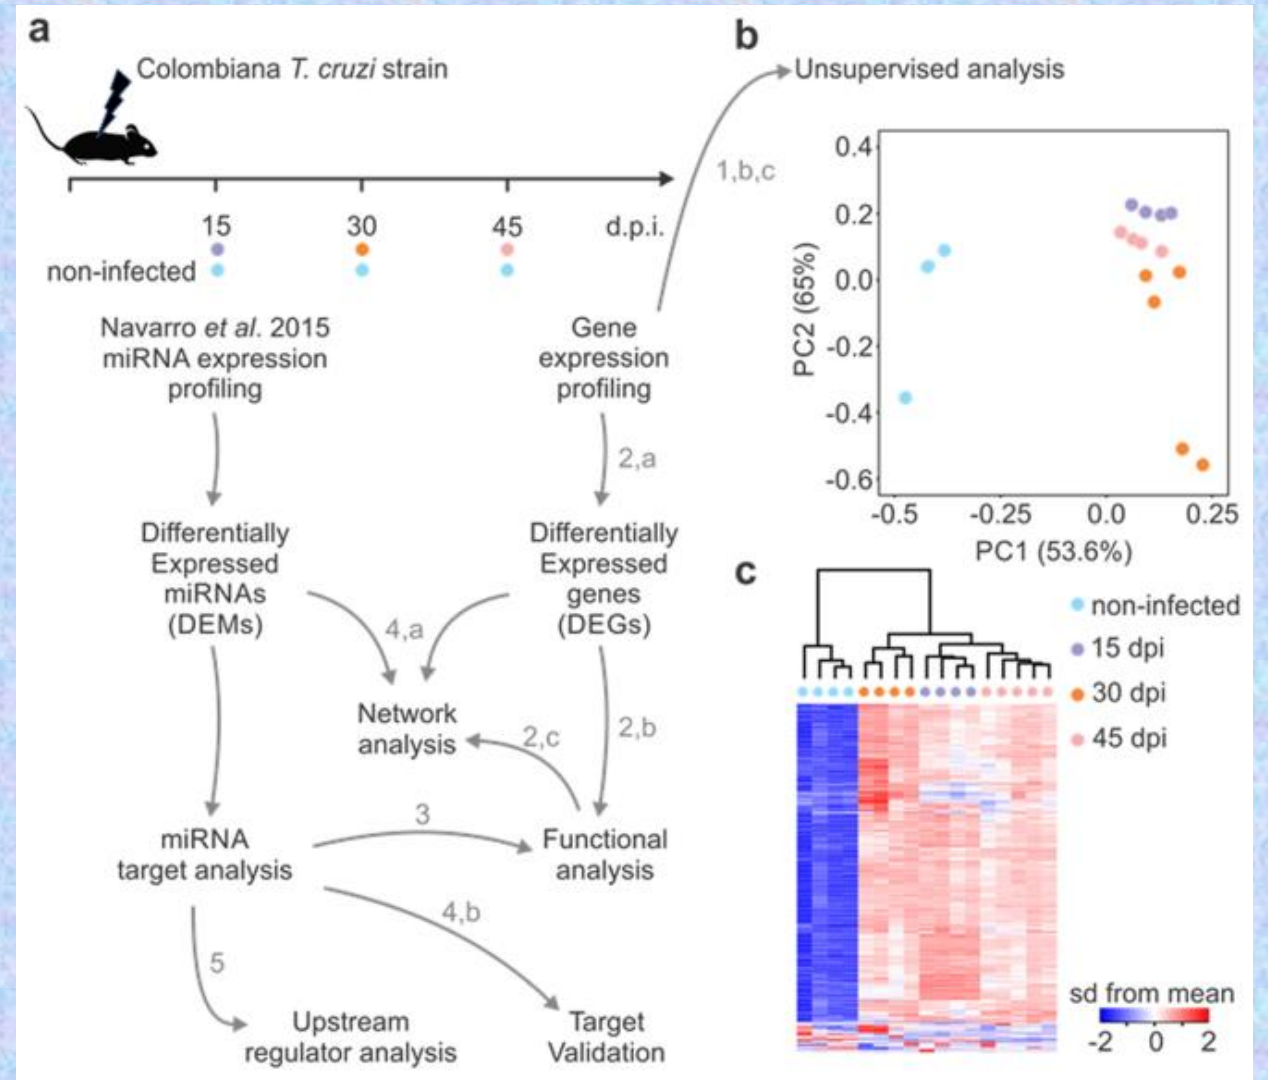 a
Colombiana T. cruzi strain
15 30 45 d.p.i.
non-infected
Navarro et al. 2015
miRNA expression
profiling
Gene
expression
profiling
1,b,c
2,a
Differentially
Expressed
miRNAs
(DEMs)
Differentially
Expressed
genes
(DEGs)
4,a
Network
analysis
2,c
2,b
miRNA
target analysis
3
Functional
analysis
4,b
5
Upstream
regulator analysis
Target
Validation
b
Unsupervised analysis
0.4
0.2
0.0
-0.2
-0.4
-0.6
PC2 (65%)
-0.5 -0.25 0.0 0.25
PC1 (53.6%)
c
non-infected
15 dpi
30 dpi
45 dpi
sd from mean
-2 0 2